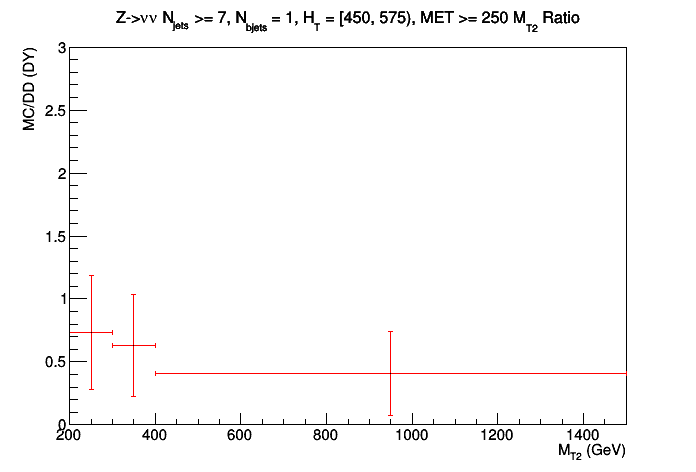 Z->νν N_jets >= 7, N_bjets = 1, H_T = [450, 575), MET >= 250 M_T2 Ratio
MC/DD (DY)
3
2.5
2
1.5
1
0.5
0
200 400 600 800 1000 1200 1400
M_T2 (GeV)